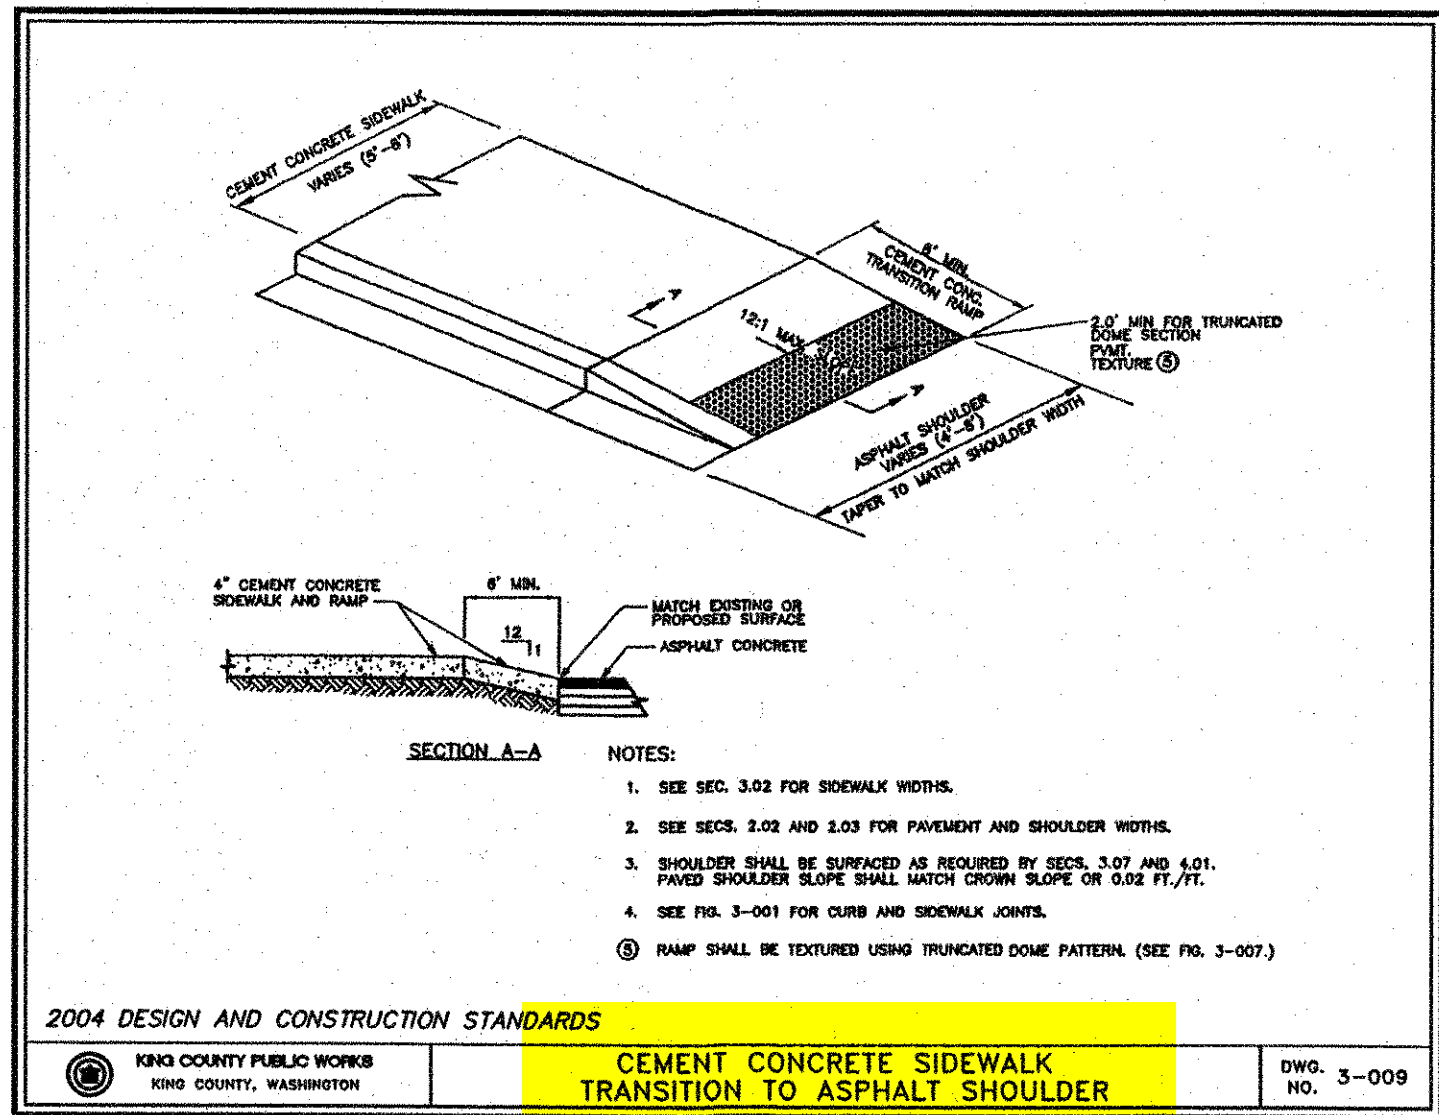 CEMENT CONCRETE SIDEWALK
VARIES (5'-8')
6' MIN.
CEMENT CONC.
TRANSITION RAMP
A
12:1 MAX. SLOPE
2.0' MIN FOR TRUNCATED
DOME SECTION
PVMT.
TEXTURE ⑤
A
ASPHALT SHOULDER
VARIES (4'-8')
TAPER TO MATCH SHOULDER WIDTH
4" CEMENT CONCRETE
SIDEWALK AND RAMP
6' MIN.
12
1
MATCH EXISTING OR
PROPOSED SURFACE
ASPHALT CONCRETE
SECTION A-A
NOTES:
1. SEE SEC. 3.02 FOR SIDEWALK WIDTHS.
2. SEE SECS. 2.02 AND 2.03 FOR PAVEMENT AND SHOULDER WIDTHS.
3. SHOULDER SHALL BE SURFACED AS REQUIRED BY SECS. 3.07 AND 4.01.
PAVED SHOULDER SLOPE SHALL MATCH CROWN SLOPE OR 0.02 FT./FT.
4. SEE FIG. 3-001 FOR CURB AND SIDEWALK JOINTS.
⑤ RAMP SHALL BE TEXTURED USING TRUNCATED DOME PATTERN. (SEE FIG. 3-007.)
2004 DESIGN AND CONSTRUCTION STANDARDS
KING COUNTY PUBLIC WORKS
KING COUNTY, WASHINGTON
CEMENT CONCRETE SIDEWALK
TRANSITION TO ASPHALT SHOULDER
DWG.
NO. 3-009